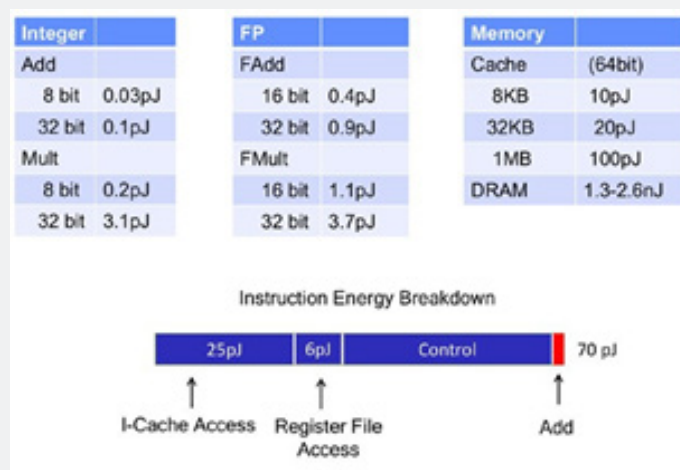 Integer
Add
8 bit 0.03pJ
32 bit 0.1pJ
Mult
8 bit 0.2pJ
32 bit 3.1pJ
FP
FAdd
16 bit 0.4pJ
32 bit 0.9pJ
FMult
16 bit 1.1pJ
32 bit 3.7pJ
Memory
Cache (64bit)
8KB 10pJ
32KB 20pJ
1MB 100pJ
DRAM 1.3-2.6nJ
Instruction Energy Breakdown
25pJ 6pJ Control 70 pJ
I-Cache Access Register File
Access
Add